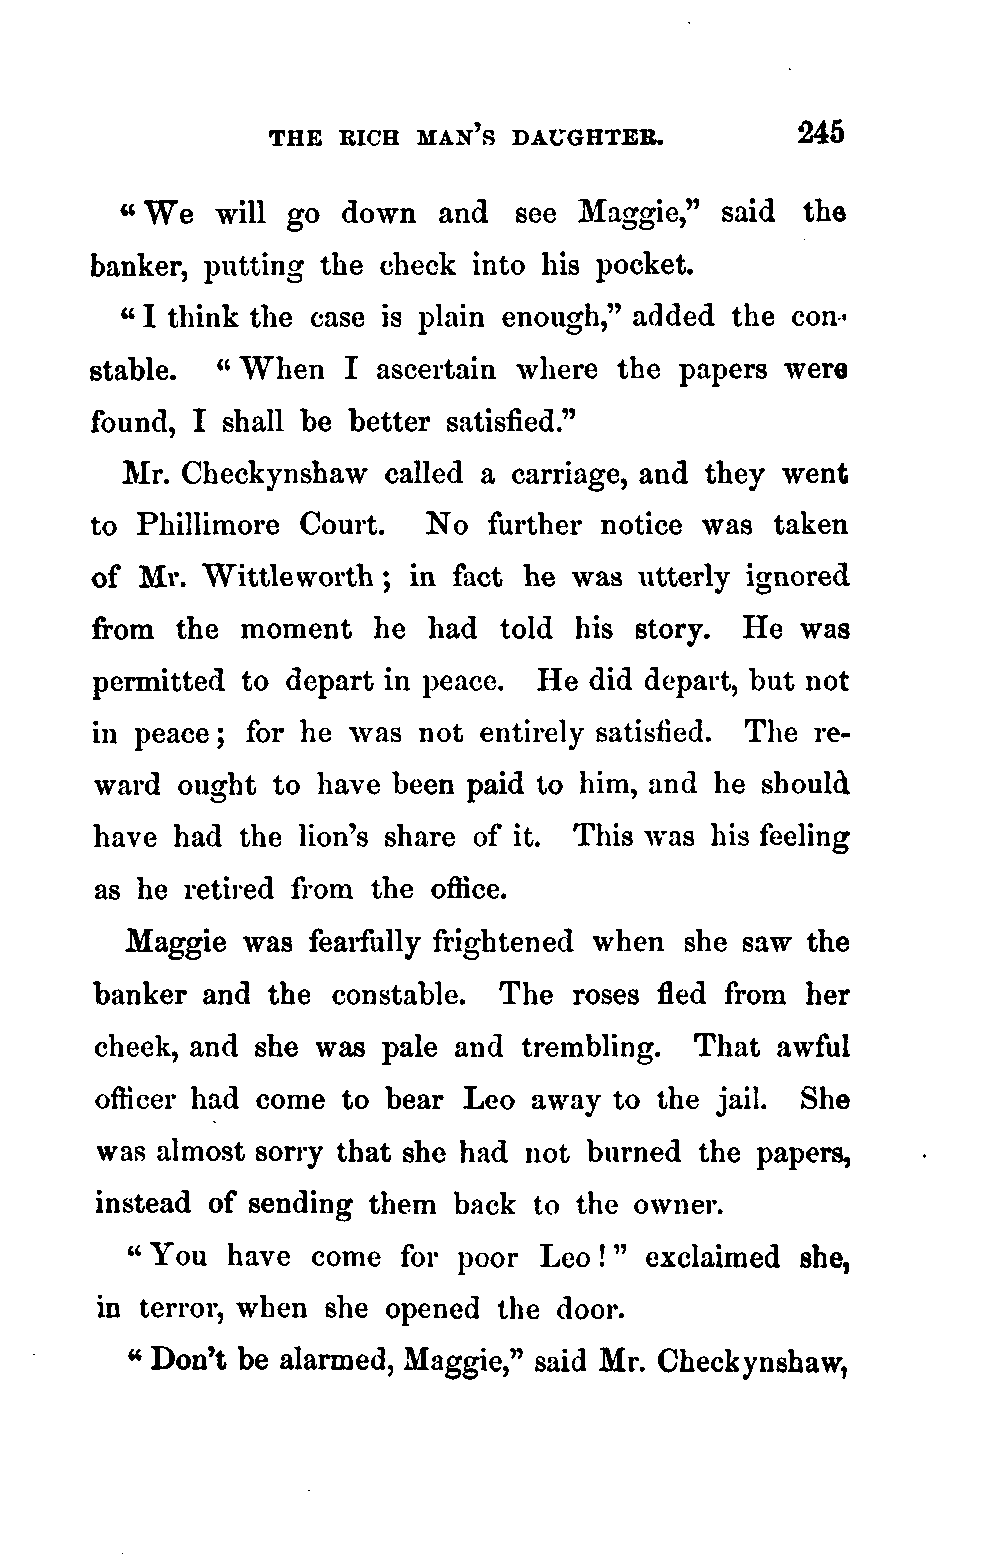 THE RICH MAN'S DAUGHTER. 245
“We will go down and see Maggie,” said the
banker, putting the check into his pocket.
“I think the case is plain enough,” added the con-
stable. “When I ascertain where the papers were
found, I shall be better satisfied.”
Mr. Checkynshaw called a carriage, and they went
to Phillimore Court. No further notice was taken
of Mr. Wittleworth; in fact he was utterly ignored
from the moment he had told his story. He was
permitted to depart in peace. He did depart, but not
in peace; for he was not entirely satisfied. The re-
ward ought to have been paid to him, and he should
have had the lion's share of it. This was his feeling
as he retired from the office.
Maggie was fearfully frightened when she saw the
banker and the constable. The roses fled from her
cheek, and she was pale and trembling. That awful
officer had come to bear Leo away to the jail. She
was almost sorry that she had not burned the papers,
instead of sending them back to the owner.
“You have come for poor Leo!” exclaimed she,
in terror, when she opened the door.
“Don't be alarmed, Maggie,” said Mr. Checkynshaw,